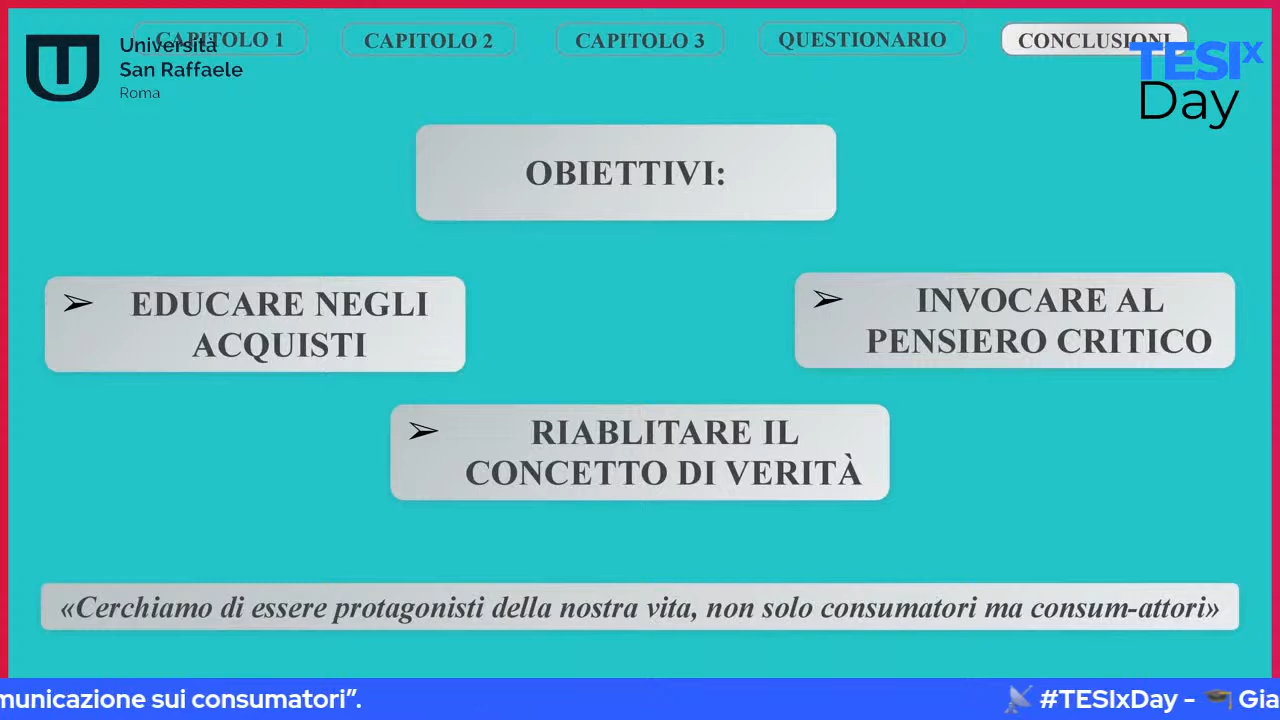 CAPITOLO 1
CAPITOLO 2
CAPITOLO 3
QUESTIONARIO
CONCLUSIONI
Università
San Raffaele
Roma
TESIx
Day
OBIETTIVI:
➢ EDUCARE NEGLI
ACQUISTI
➢ INVOCARE AL
PENSIERO CRITICO
➢ RIABLITARE IL
CONCETTO DI VERITÀ
«Cerchiamo di essere protagonisti della nostra vita, non solo consumatori ma consum-attori»
municazione sui consumatori”.
#TESIxDay - 🎓 Gia